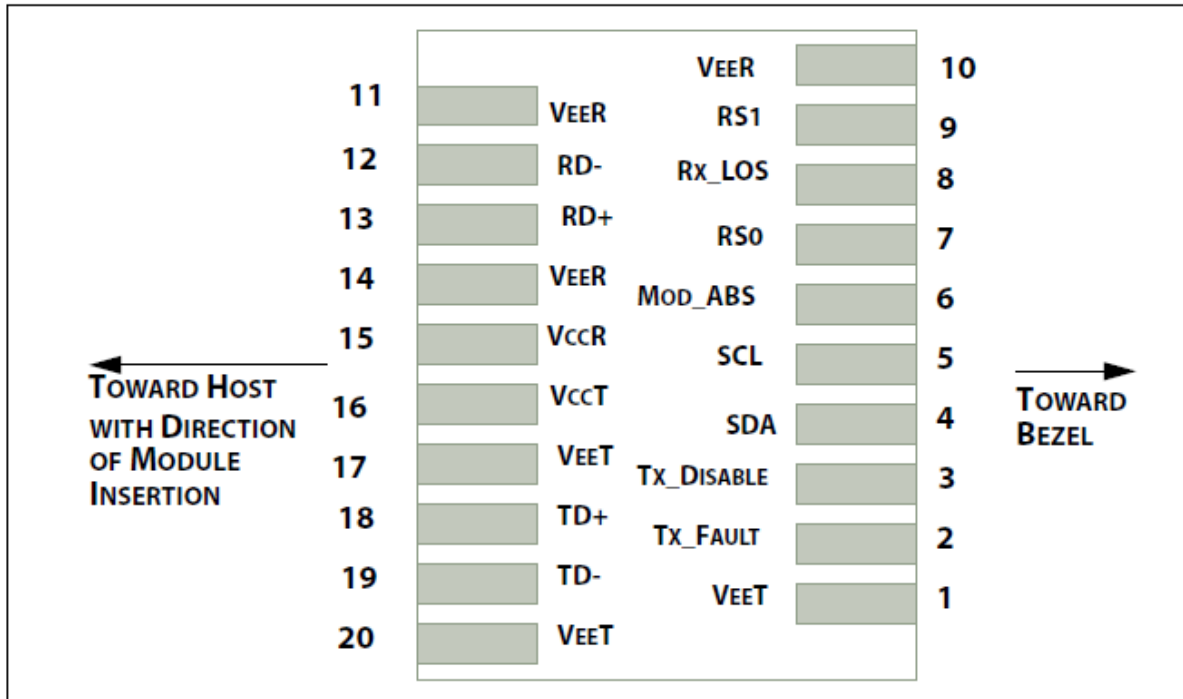 VEER 10
11 VEER
RS1 9
12 RD-
Rx_LOS 8
13 RD+
RS0 7
14 VEER
MOD_ABS 6
15 VCCR
SCL 5
TOWARD HOST
WITH DIRECTION
OF MODULE
INSERTION
16 VCCT
TOWARD
BEZEL
SDA 4
17 VEET
TX_DISABLE 3
18 TD+
TX_FAULT 2
19 TD-
VEET 1
20 VEET